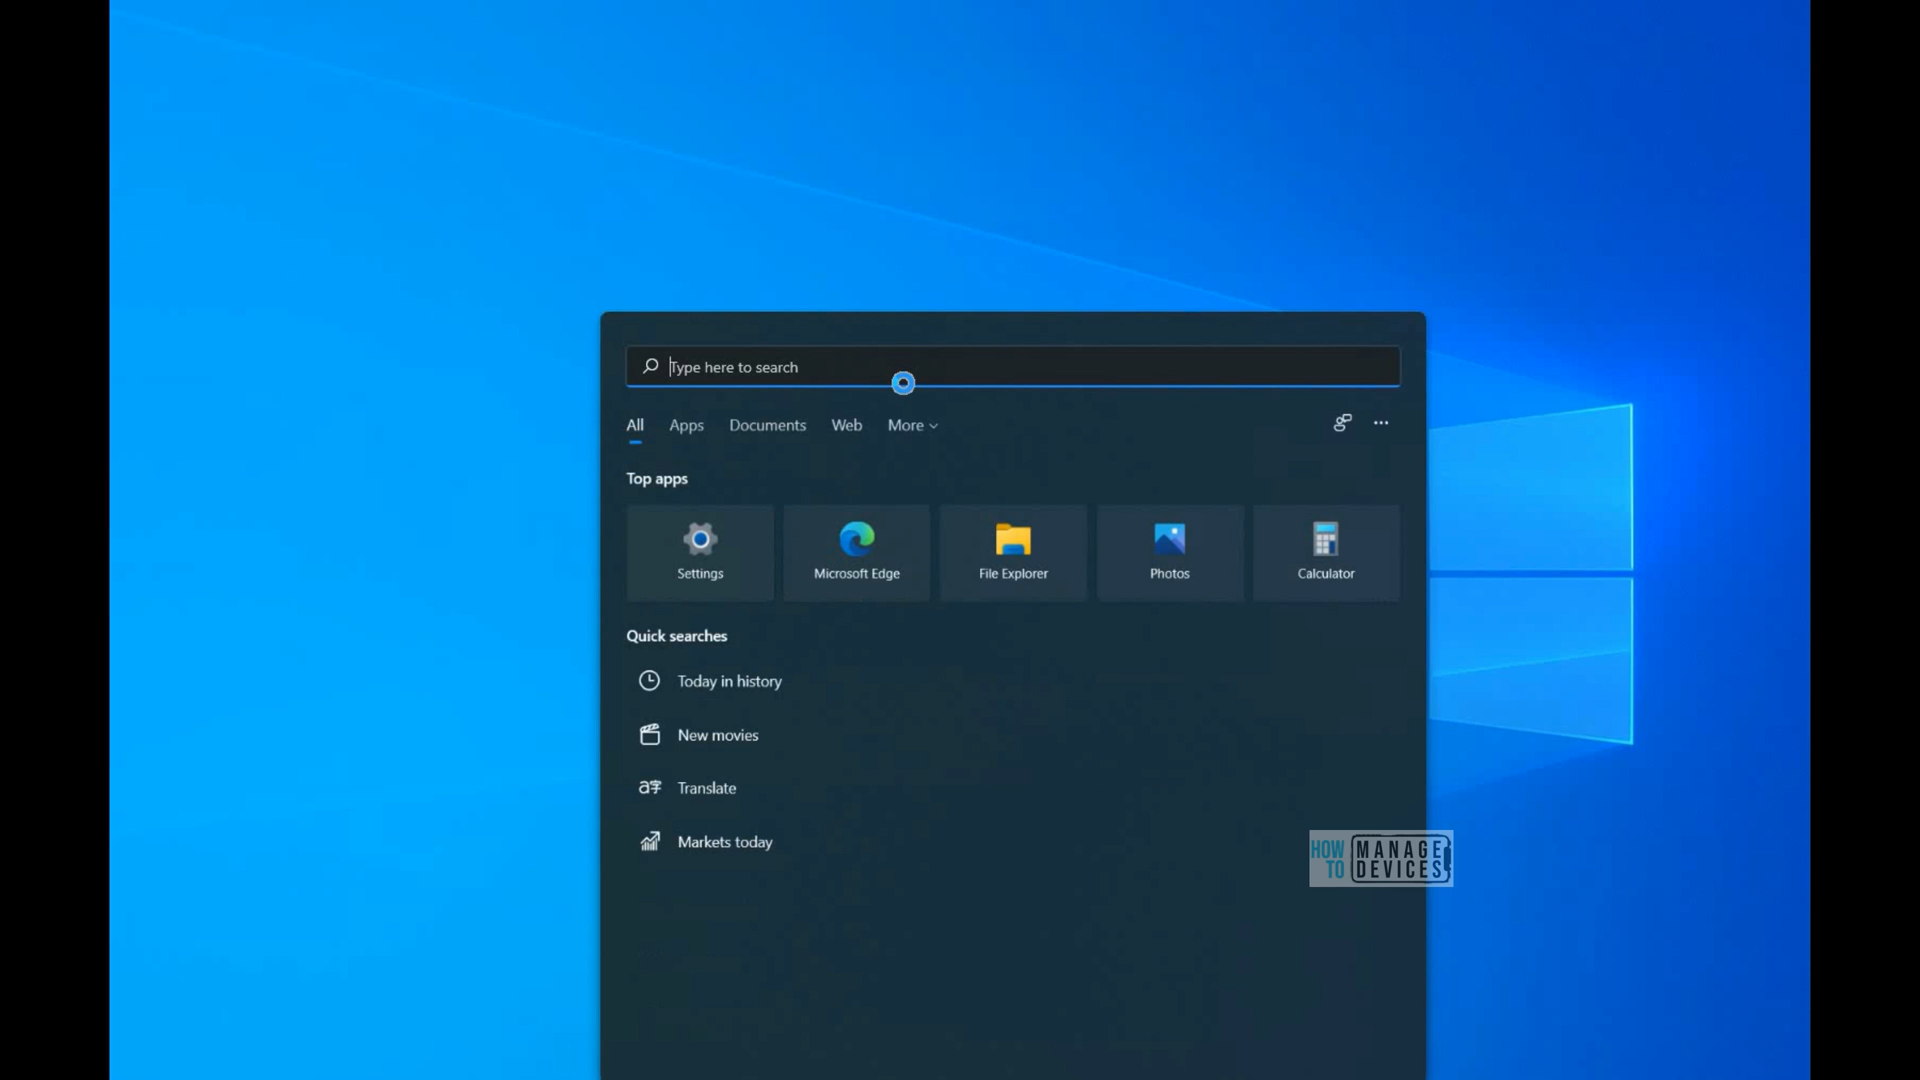 Type here to search
All Apps Documents Web More
Top apps
Settings Microsoft Edge File Explorer Photos Calculator
Quick searches
Today in history
New movies
Translate
Markets today
HOW TO MANAGE DEVICES